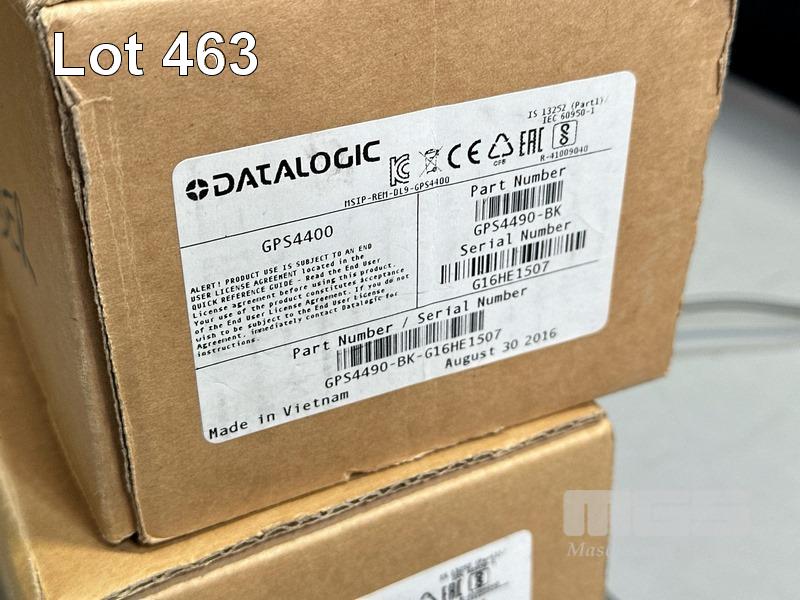 Lot 463
IS 13252 (Part1)/
IEC 60950-1
DATALOGIC
CFB
EAC
R-41009040
MSIP-REM-DL9-GPS4400
GPS4400
ALERT! PRODUCT USE IS SUBJECT TO AN END
USER LICENSE AGREEMENT located in the
QUICK REFERENCE GUIDE - Read the End User
License agreement before using this product.
Your use of the product constitutes acceptance
of the End User License Agreement. If you do not
wish to be subject to the End User License
Agreement, immediately contact Datalogic for
instructions.
Part Number
GPS4490-BK
Serial Number
G16HE1507
Part Number / Serial Number
GPS4490-BK-G16HE1507
August 30 2016
Made in Vietnam